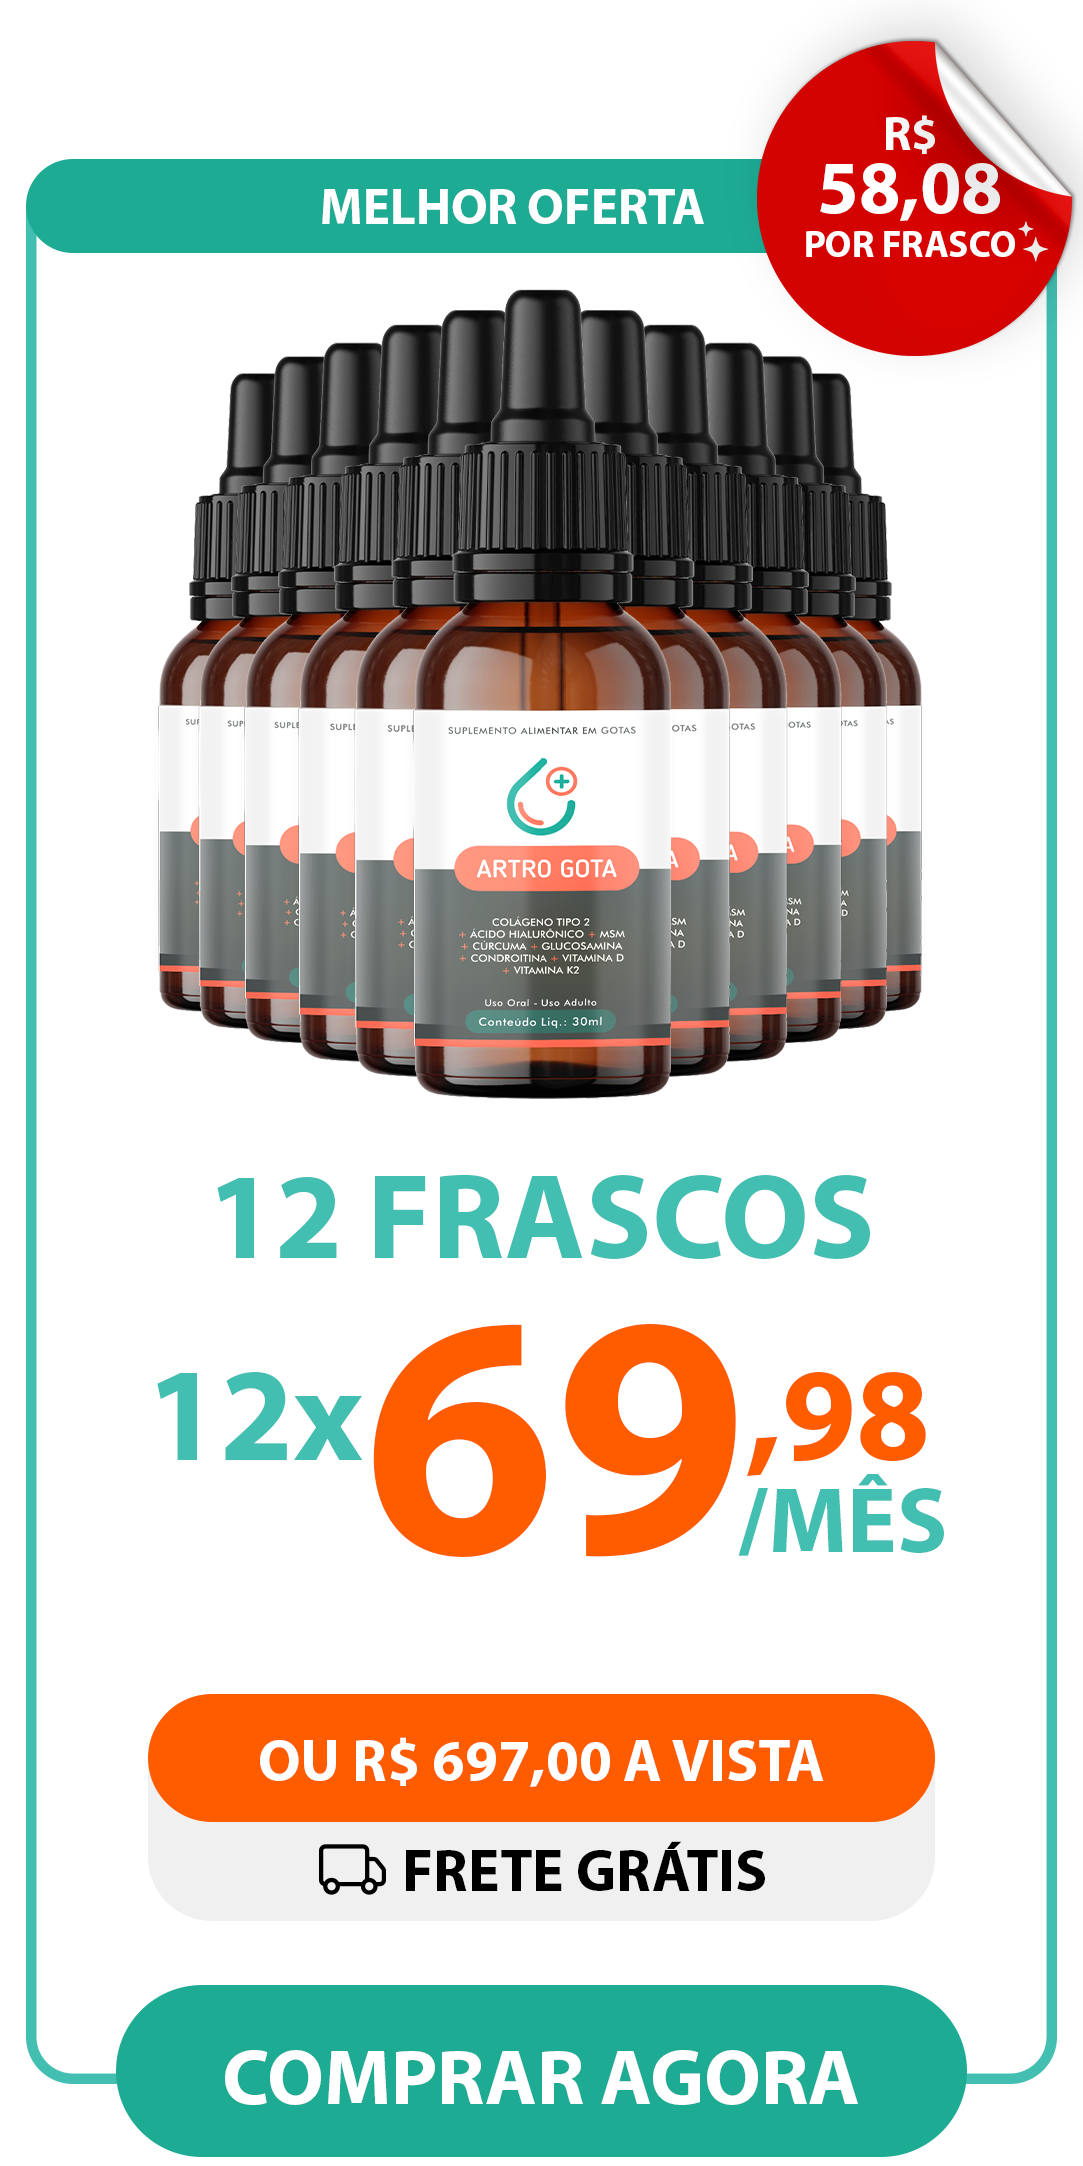 R$
58,08
POR FRASCO
MELHOR OFERTA
SUPLEMENTO ALIMENTAR EM GOTAS
ARTRO GOTA
COLÁGENO TIPO 2
+ ÁCIDO HIALURÔNICO + MSM
+ CÚRCUMA + GLUCOSAMINA
+ CONDROITINA + VITAMINA D
+ VITAMINA K2
Uso Oral - Uso Adulto
Conteúdo Liq.: 30ml
12 FRASCOS
12x69,98
/MÊS
OU R$ 697,00 A VISTA
FRETE GRÁTIS
COMPRAR AGORA